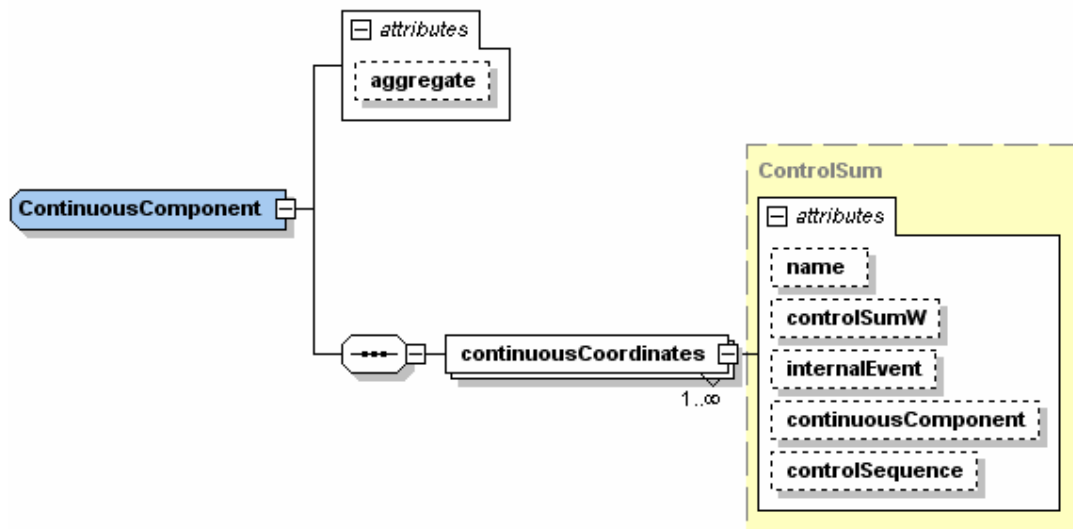 attributes
aggregate
ContinuousComponent
continuousCoordinates
1..∞
ControlSum
attributes
name
controlSumW
internalEvent
continuousComponent
controlSequence